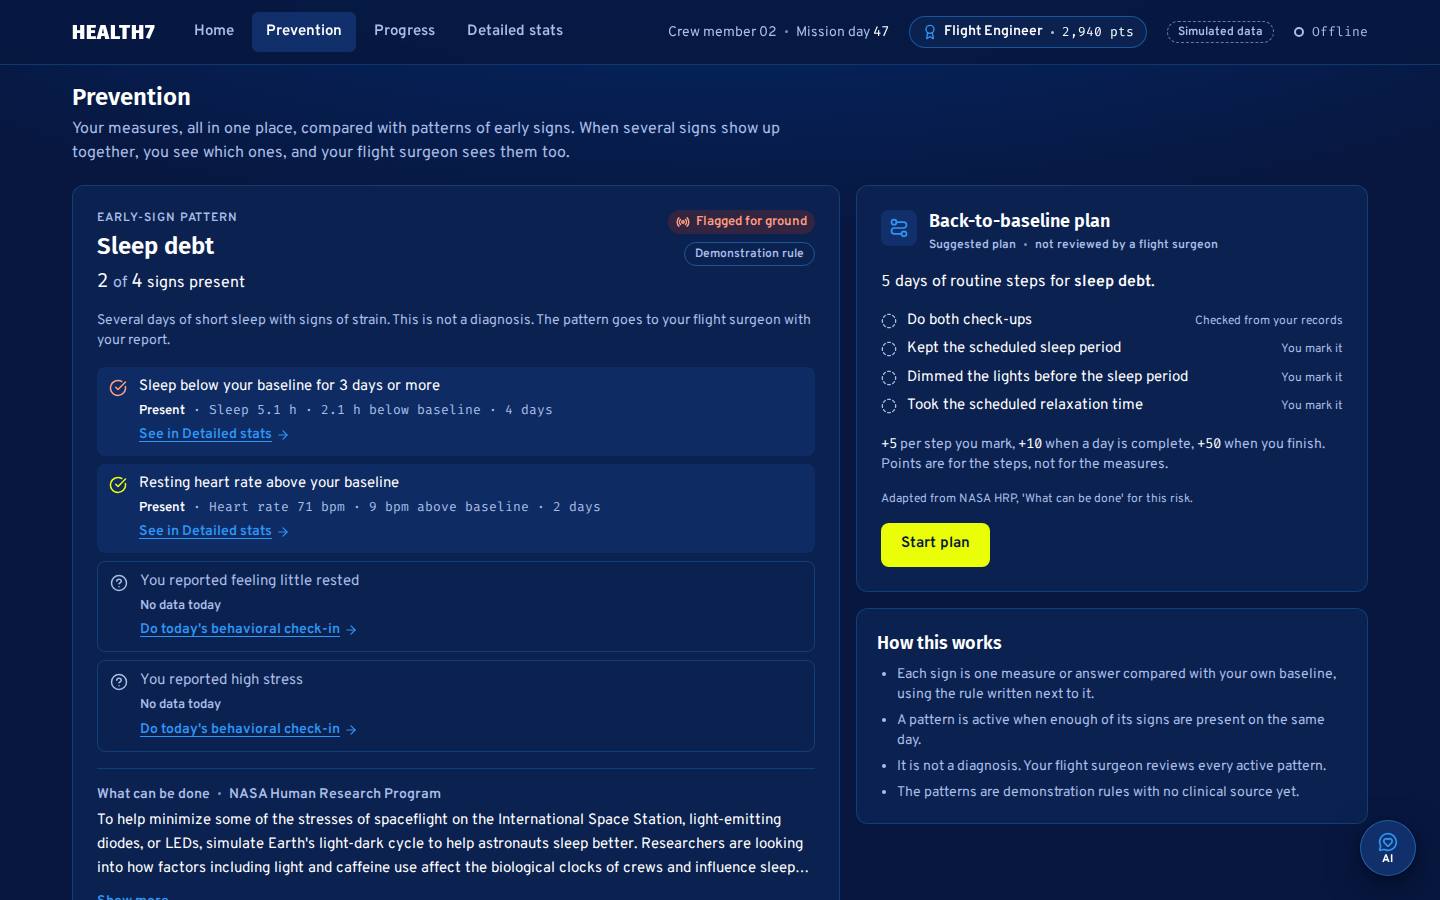 HEALTH7 Home Prevention Progress Detailed stats Crew member 02 • Mission day 47 Flight Engineer • 2,940 pts Simulated data Offline
Prevention
Your measures, all in one place, compared with patterns of early signs. When several signs show up
together, you see which ones, and your flight surgeon sees them too.
EARLY-SIGN PATTERN
Flagged for ground
Sleep debt
Demonstration rule
2 of 4 signs present
Several days of short sleep with signs of strain. This is not a diagnosis. The pattern goes to your flight surgeon with
your report.
Sleep below your baseline for 3 days or more
Present · Sleep 5.1 h · 2.1 h below baseline · 4 days
See in Detailed stats →
Resting heart rate above your baseline
Present · Heart rate 71 bpm · 9 bpm above baseline · 2 days
See in Detailed stats →
You reported feeling little rested
No data today
Do today's behavioral check-in →
You reported high stress
No data today
Do today's behavioral check-in →
What can be done • NASA Human Research Program
To help minimize some of the stresses of spaceflight on the International Space Station, light-emitting
diodes, or LEDs, simulate Earth's light-dark cycle to help astronauts sleep better. Researchers are looking
into how factors including light and caffeine use affect the biological clocks of crews and influence sleep...
Show more
Back-to-baseline plan
Suggested plan • not reviewed by a flight surgeon
5 days of routine steps for sleep debt.
Do both check-ups Checked from your records
Kept the scheduled sleep period You mark it
Dimmed the lights before the sleep period You mark it
Took the scheduled relaxation time You mark it
+5 per step you mark, +10 when a day is complete, +50 when you finish.
Points are for the steps, not for the measures.
Adapted from NASA HRP, 'What can be done' for this risk.
Start plan
How this works
• Each sign is one measure or answer compared with your own baseline,
using the rule written next to it.
• A pattern is active when enough of its signs are present on the same
day.
• It is not a diagnosis. Your flight surgeon reviews every active pattern.
• The patterns are demonstration rules with no clinical source yet.
AI